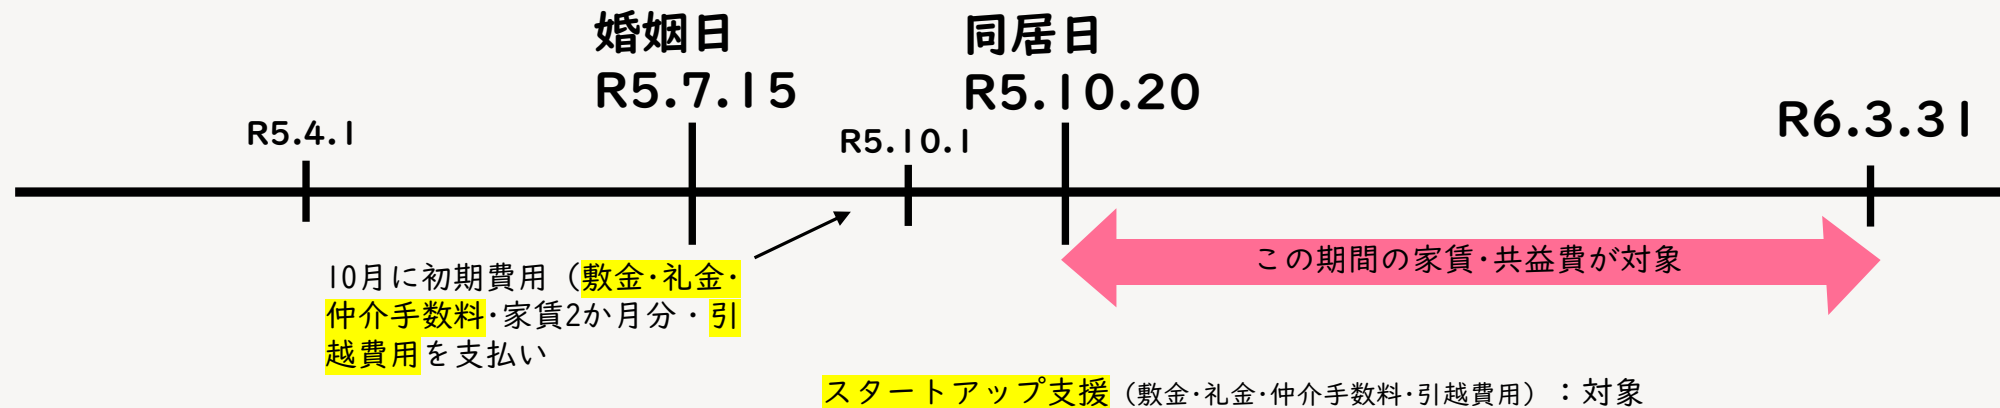 婚姻日
R5.7.15
同居日
R5.10.20
R5.4.1
R5.10.1
R6.3.31
この期間の家賃・共益費が対象
10月に初期費用（敷金・礼金・
仲介手数料・家賃2か月分・引
越費用を支払い
スタートアップ支援（敷金・礼金・仲介手数料・引越費用）：対象